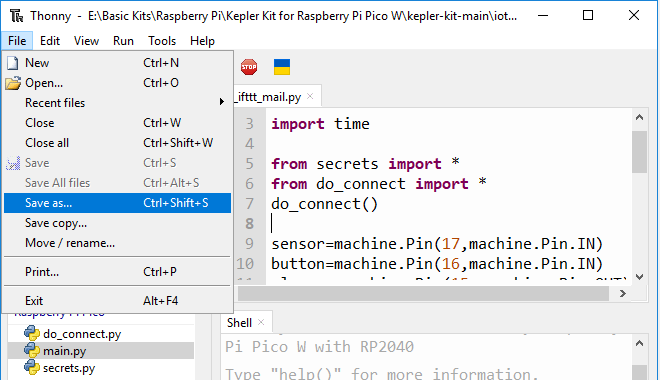 Thonny - E:\Basic Kits\Raspberry Pi\Kepler Kit for Raspberry Pi Pico W\kepler-kit-main\iot...
File Edit View Run Tools Help
New Ctrl+N
Open... Ctrl+O
Recent files
Close Ctrl+W
Close all Ctrl+Shift+W
Save Ctrl+S
Save All files Ctrl+Alt+S
Save as... Ctrl+Shift+S
Save copy...
Move / rename...
Print... Ctrl+P
Exit Alt+F4
STOP
_ifttt_mail.py
3 import time
4
5 from secrets import *
6 from do_connect import *
7 do_connect()
8
9 sensor=machine.Pin(17,machine.Pin.IN)
10 button=machine.Pin(16,machine.Pin.IN)
Raspberry Pi Pico
do_connect.py
main.py
secrets.py
Shell
Pi Pico W with RP2040
Type "help()" for more information.